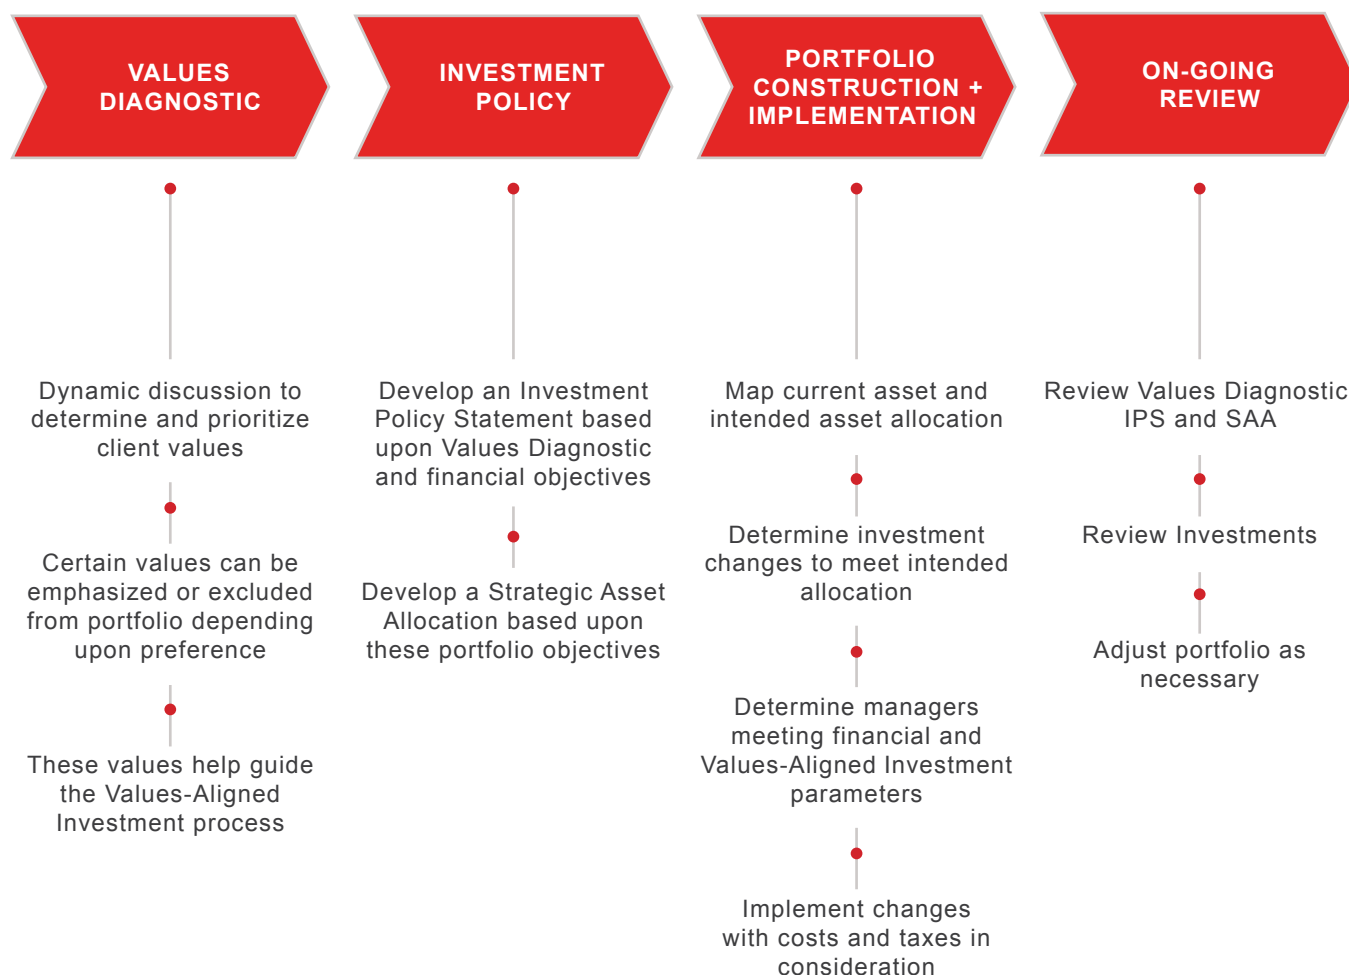 VALUES
DIAGNOSTIC
Dynamic discussion to
determine and prioritize
client values
Certain values can be
emphasized or excluded
from portfolio depending
upon preference
These values help guide
the Values-Aligned
Investment process
INVESTMENT
POLICY
Develop an Investment
Policy Statement based
upon Values Diagnostic
and financial objectives
Develop a Strategic Asset
Allocation based upon
these portfolio objectives
PORTFOLIO
CONSTRUCTION +
IMPLEMENTATION
Map current asset and
intended asset allocation
Determine investment
changes to meet intended
allocation
Determine managers
meeting financial and
Values-Aligned Investment
parameters
Implement changes
with costs and taxes in
consideration
ON-GOING
REVIEW
Review Values Diagnostic
IPS and SAA
Review Investments
Adjust portfolio as
necessary